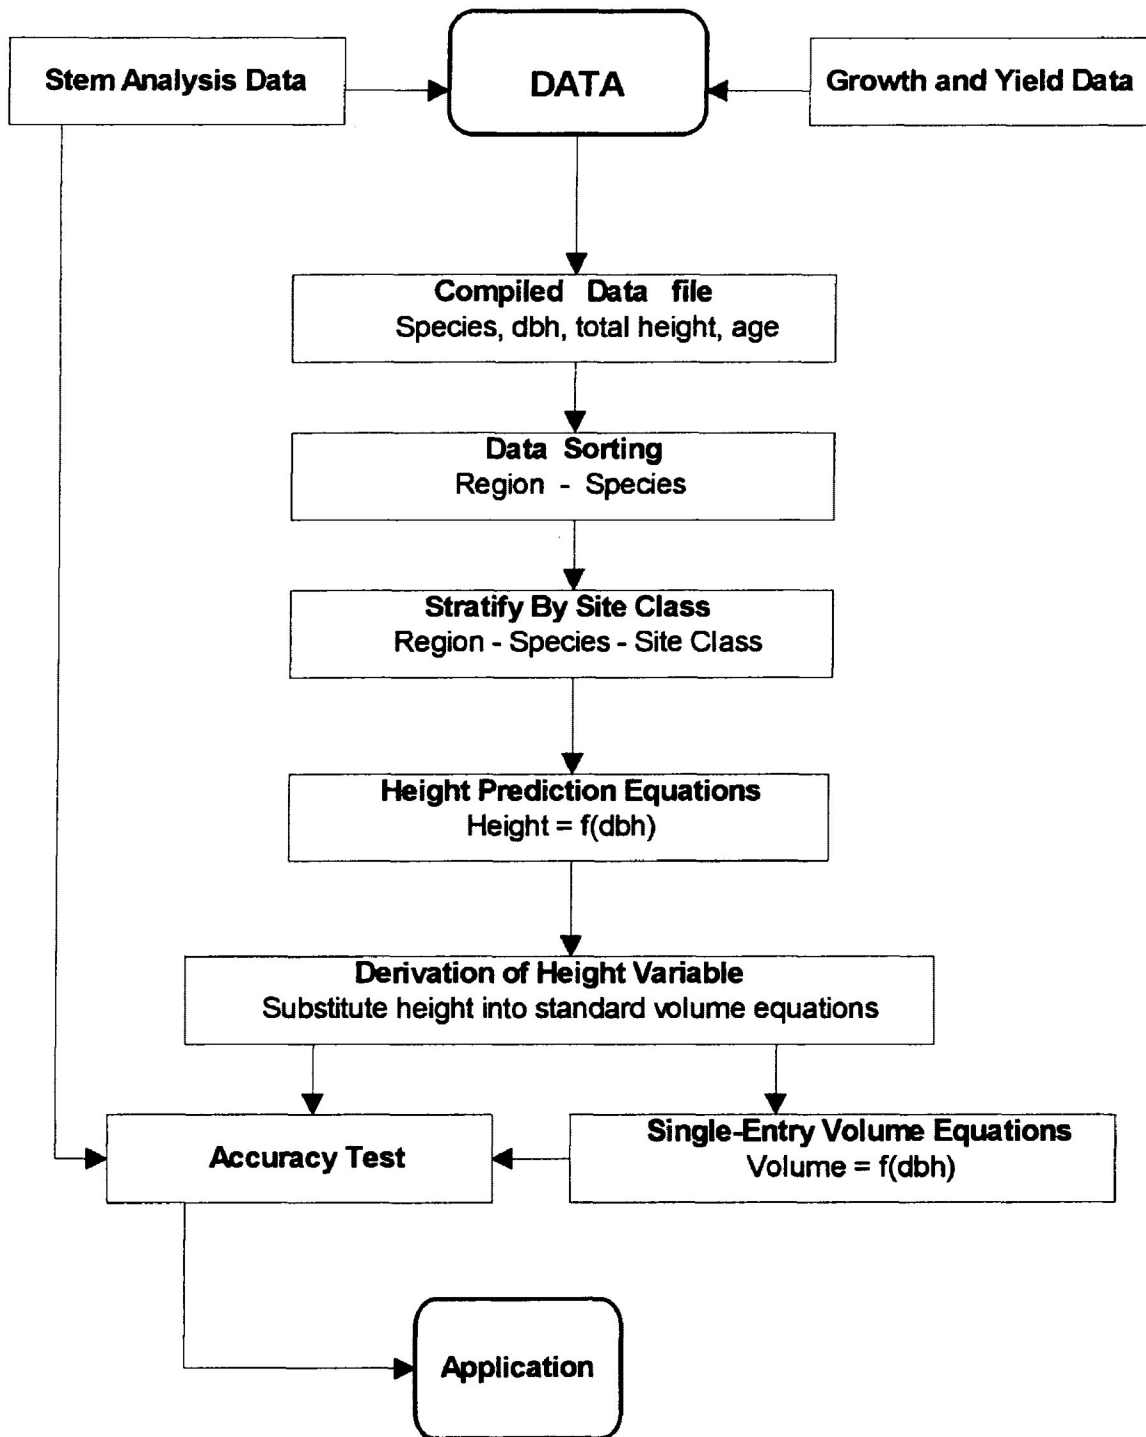 Stem Analysis Data
DATA
Growth and Yield Data
Compiled Data file
Species, dbh, total height, age
Data Sorting
Region - Species
Stratify By Site Class
Region - Species - Site Class
Height Prediction Equations
Height = f(dbh)
Derivation of Height Variable
Substitute height into standard volume equations
Accuracy Test
Single-Entry Volume Equations
Volume = f(dbh)
Application